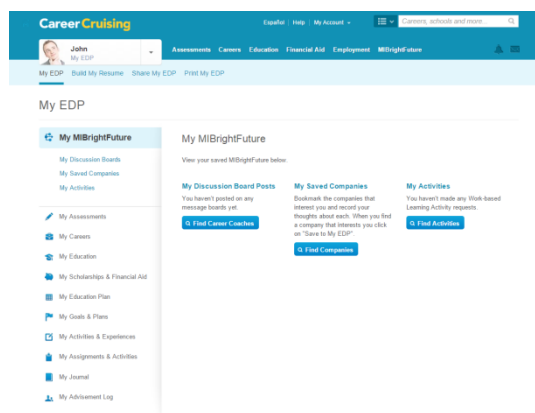 CareerCruising
Español | Help | My Account
Careers, schools and more...
John
My EDP
Assessments Careers Education Financial Aid Employment MIBrightFuture
My EDP Build My Resume Share My EDP Print My EDP
My EDP
My MIBrightFuture
My Discussion Boards
My Saved Companies
My Activities
My Assessments
My Careers
My Education
My Scholarships & Financial Aid
My Education Plan
My Goals & Plans
My Activities & Experiences
My Assignments & Activities
My Journal
My Advisement Log
My MIBrightFuture
View your saved MIBrightFuture below.
My Discussion Board Posts
You haven't posted on any
message boards yet.
Find Career Coaches
My Saved Companies
Bookmark the companies that
interest you and record your
thoughts about each. When you find
a company that interests you click
on "Save to My EDP".
Find Companies
My Activities
You haven't made any Work-based
Learning Activity requests.
Find Activities